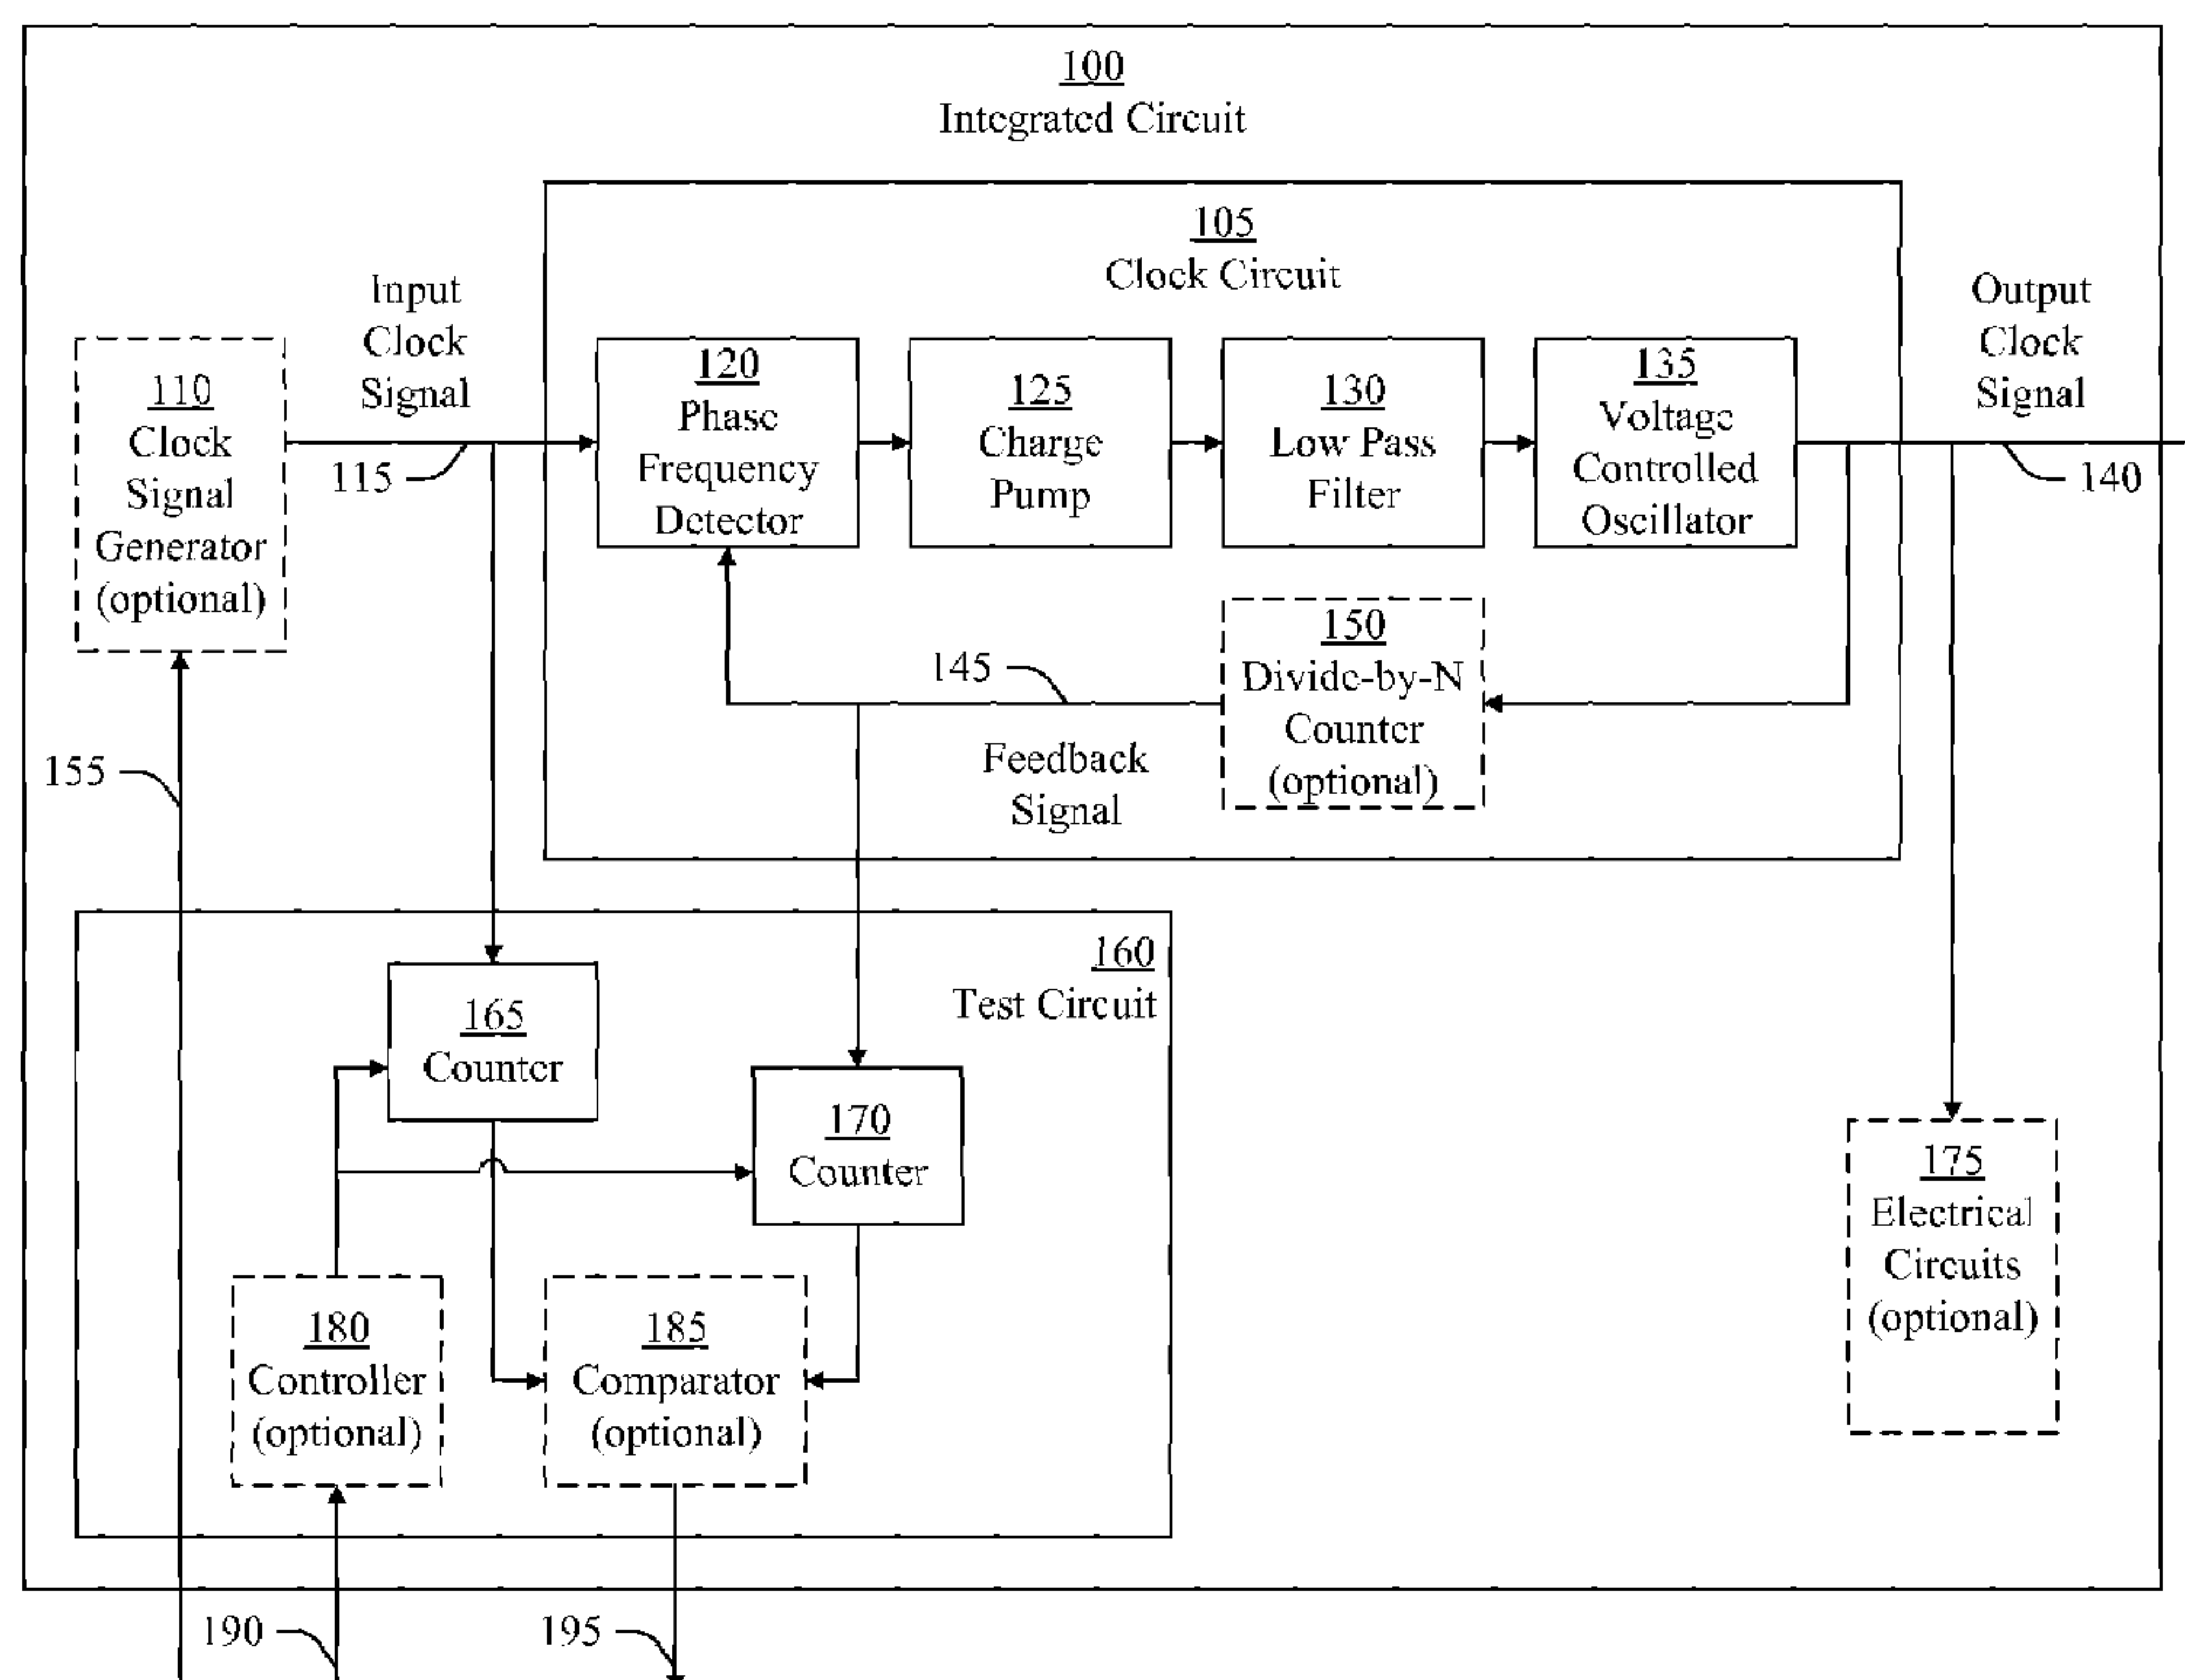 100
Integrated Circuit
105
Clock Circuit
Input
Clock
Signal
Output
Clock
Signal
110
Clock
Signal
Generator
(optional)
115
120
Phase
Frequency
Detector
125
Charge
Pump
130
Low Pass
Filter
135
Voltage
Controlled
Oscillator
140
145
Feedback
Signal
150
Divide-by-N
Counter
(optional)
155
160
Test Circuit
165
Counter
170
Counter
175
Electrical
Circuits
(optional)
180
Controller
(optional)
185
Comparator
(optional)
190
195